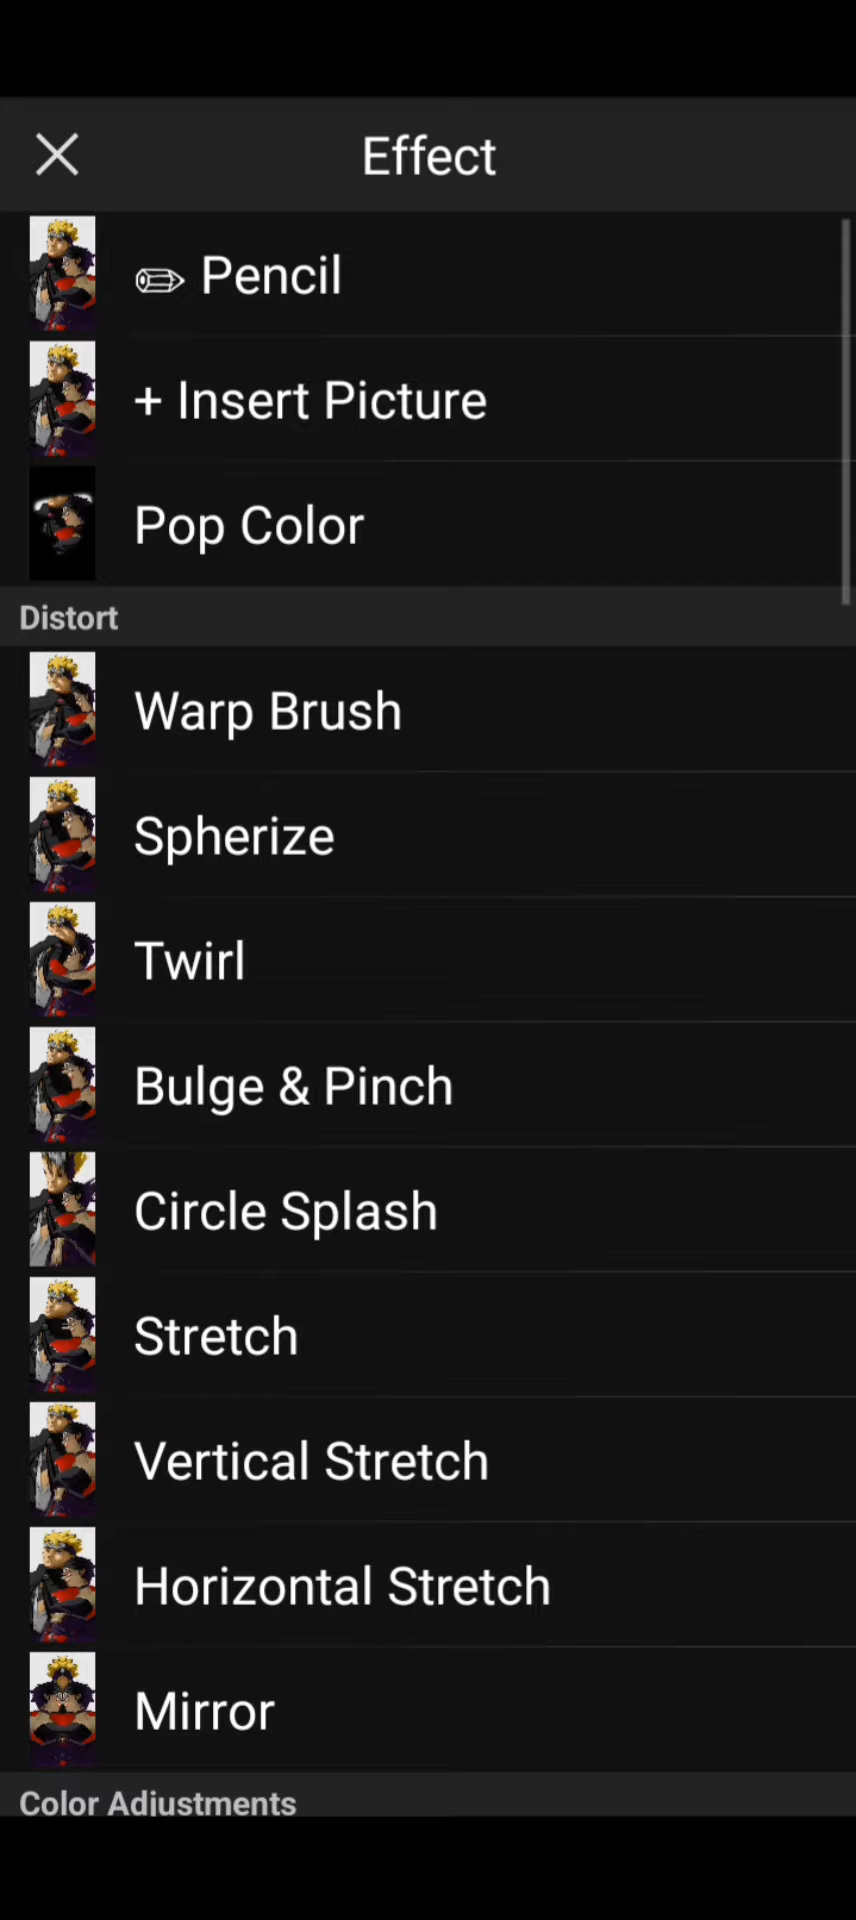 Effect
Pencil
+ Insert Picture
Pop Color
Distort
Warp Brush
Spherize
Twirl
Bulge & Pinch
Circle Splash
Stretch
Vertical Stretch
Horizontal Stretch
Mirror
Color Adjustments